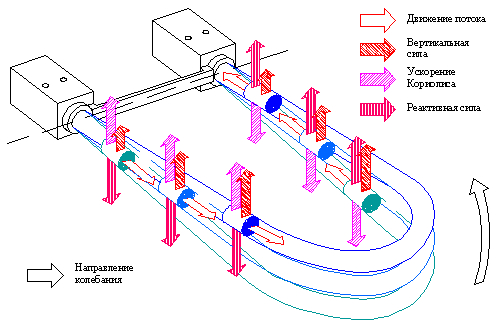 Движение потока
Вертикальная
сила
Ускорение
Кориолиса
Реактивная сила
Направление
колебания